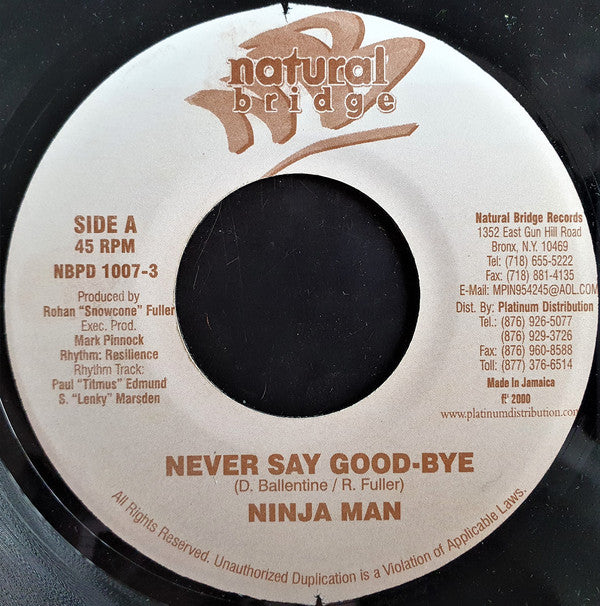 natural
bridge
SIDE A
45 RPM
NBPD 1007-3
Produced by
Rohan "Snowcone" Fuller
Exec. Prod.
Mark Pinnock
Rhythm: Resilience
Rhythm Track:
Paul "Titmus" Edmund
S. "Lenky" Marsden
Natural Bridge Records
1352 East Gun Hill Road
Bronx, N.Y. 10469
Tel: (718) 655-5222
Fax: (718) 881-4135
E-Mail: MPIN954245@AOL.COM
Dist. By: Platinum Distribution
Tel.: (876) 926-5077
(876) 929-3726
Fax: (876) 960-8588
Toll: (877) 376-6514
Made In Jamaica
2000
www.platinumdistribution.com
NEVER SAY GOOD-BYE
(D. Ballentine / R. Fuller)
NINJA MAN
All Rights Reserved. Unauthorized Duplication is a Violation of Applicable Laws.